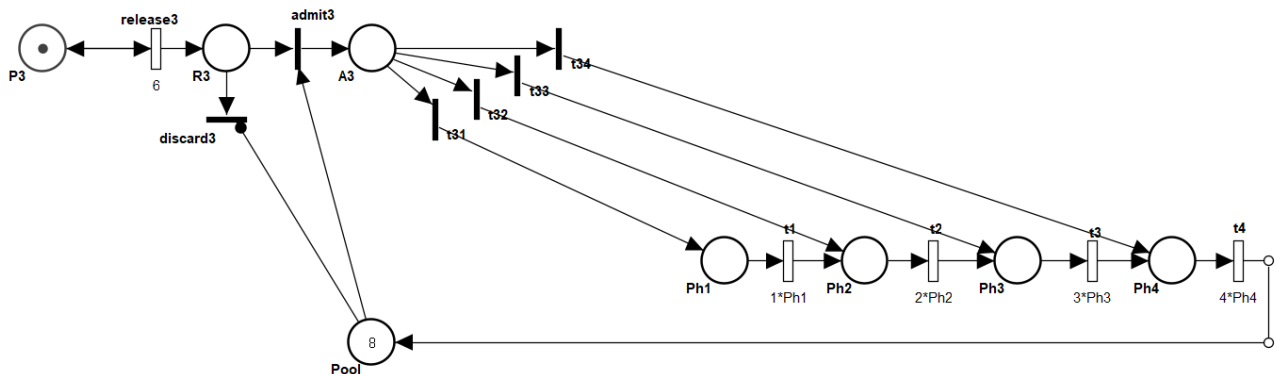 release3
admit3
P3
6
R3
A3
t34
t33
t32
t31
discard3
t1
t2
t3
t4
Ph1
1*Ph1
Ph2
2*Ph2
Ph3
3*Ph3
Ph4
4*Ph4
8
Pool